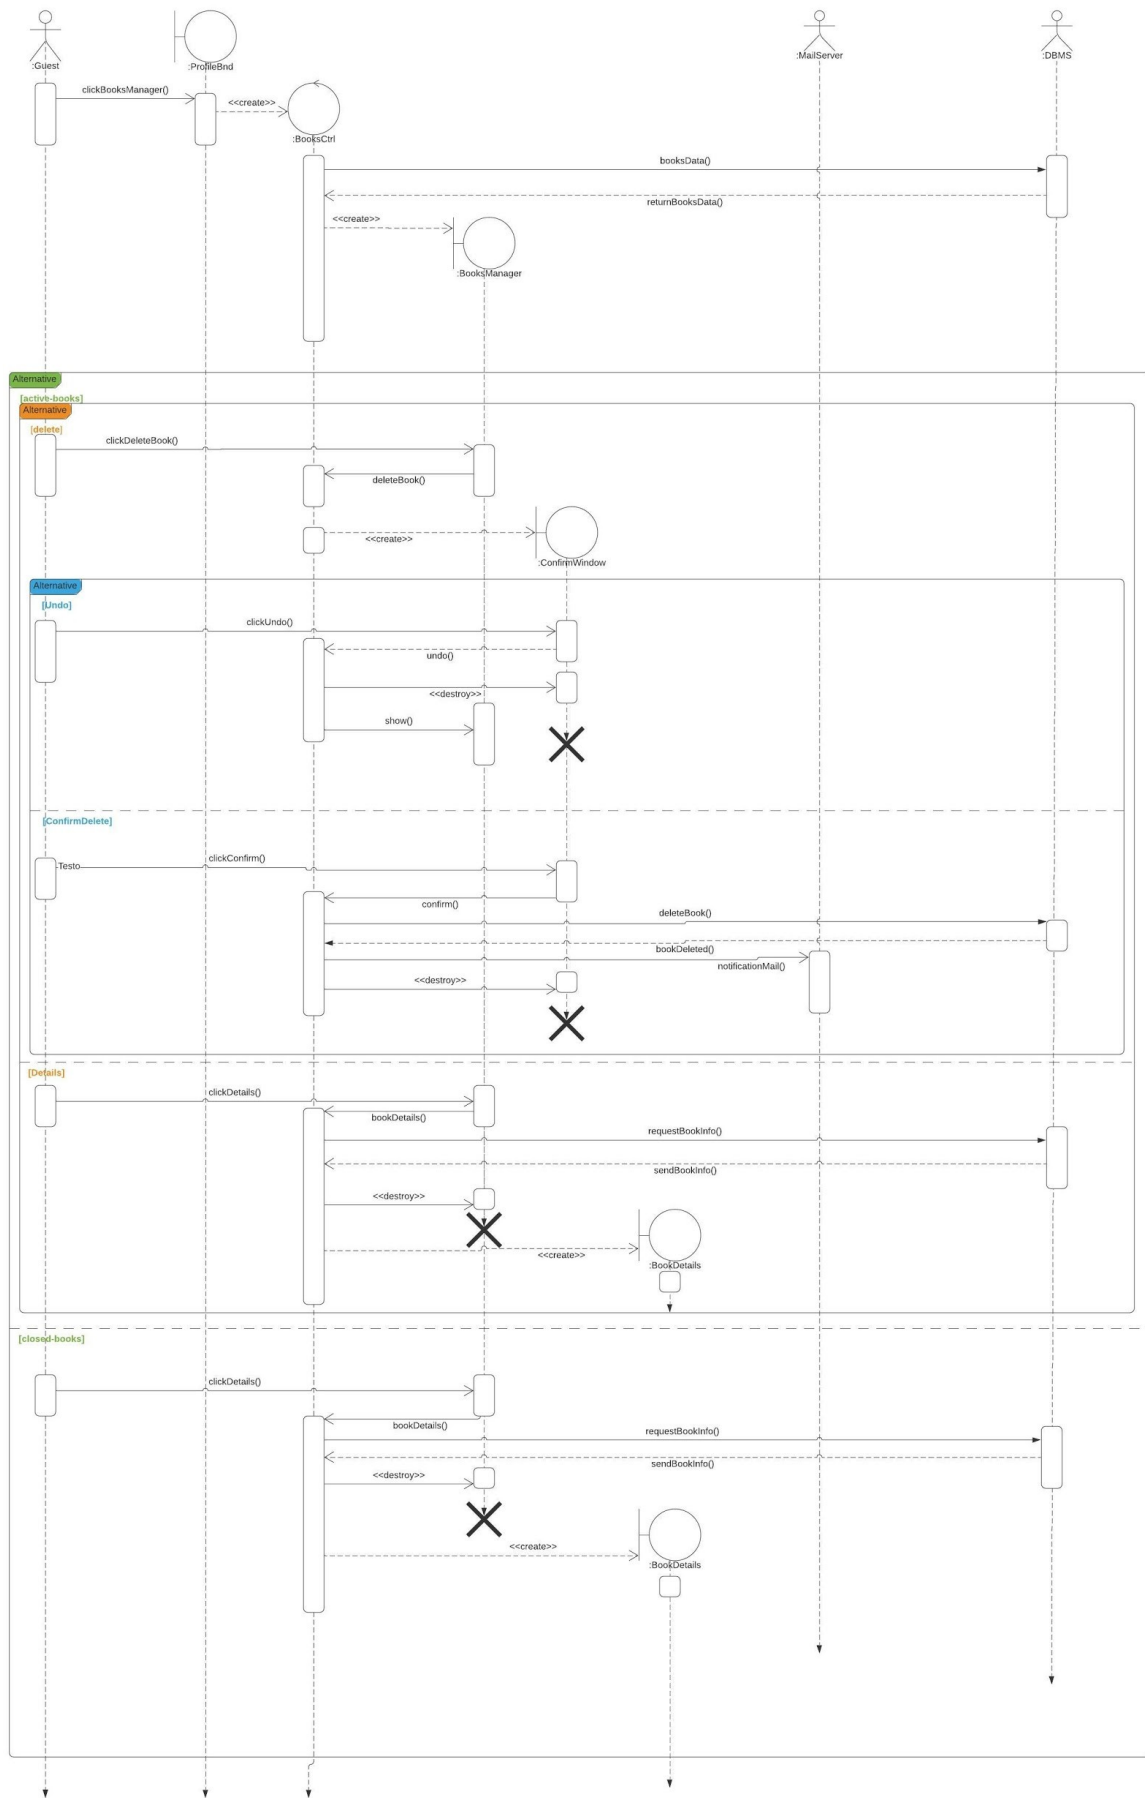 :Guest
:ProfileBnd
:MailServer
:DBMS
clickBooksManager()
<<create>>
:BooksCtrl
booksData()
returnBooksData()
<<create>>
:BooksManager
Alternative
[active-books]
Alternative
[delete]
clickDeleteBook()
deleteBook()
<<create>>
:ConfirmWindow
Alternative
[Undo]
clickUndo()
undo()
<<destroy>>
show()
[ConfirmDelete]
Testo
clickConfirm()
confirm()
deleteBook()
bookDeleted()
notificationMail()
<<destroy>>
[Details]
clickDetails()
bookDetails()
requestBookInfo()
sendBookInfo()
<<destroy>>
<<create>>
:BookDetails
[closed-books]
clickDetails()
bookDetails()
requestBookInfo()
sendBookInfo()
<<destroy>>
<<create>>
:BookDetails